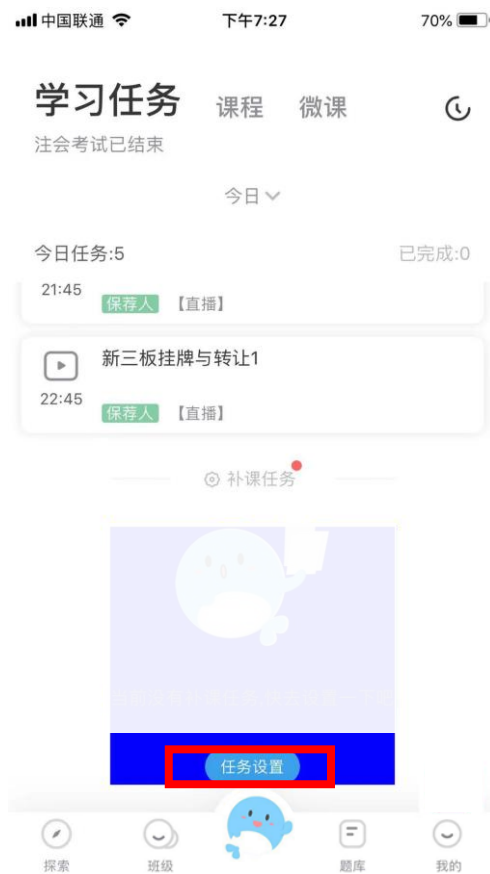 中国联通 下午7:27 70%
学习任务 课程 微课
注会考试已结束
今日
今日任务:5 已完成:0
21:45
保荐人 【直播】
新三板挂牌与转让1
22:45
保荐人 【直播】
补课任务
任务设置
探索 班级 题库 我的